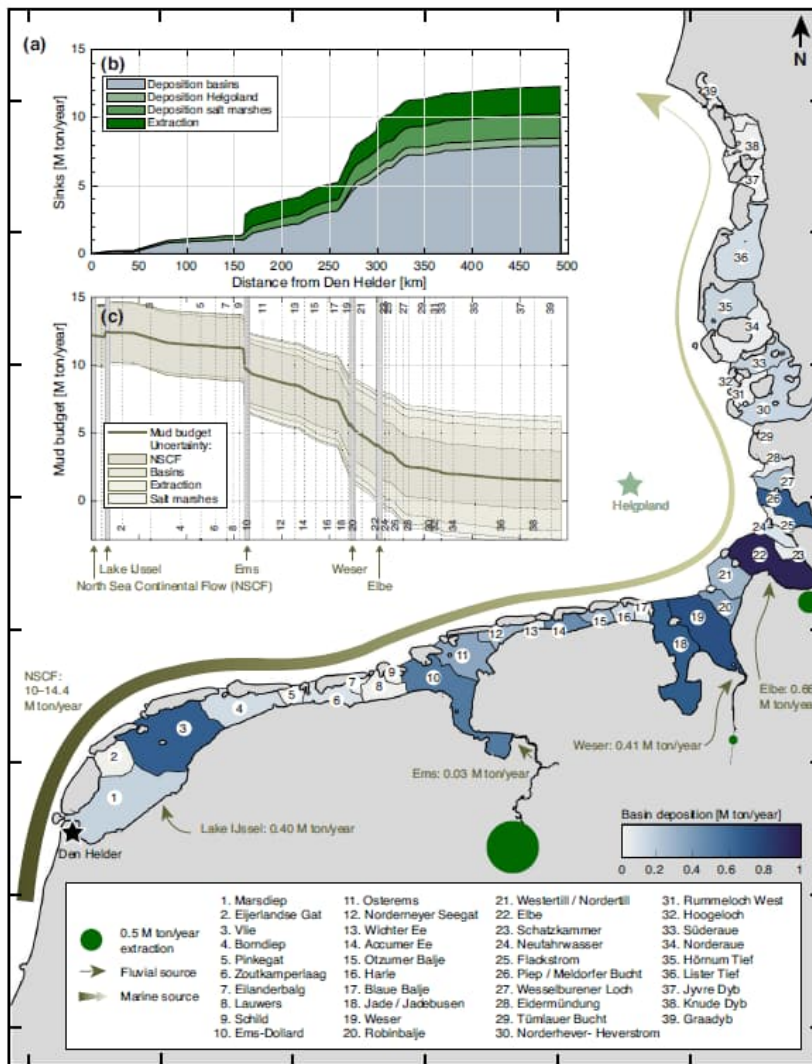 (a)
N
(b)
Sinks [M ton/year]
15
10
5
0
Deposition basins
Deposition Helgoland
Deposition salt marshes
Extraction
0 50 100 150 200 250 300 350 400 450 500
Distance from Den Helder [km]
(c)
Mud budget [M ton/year]
15
10
5
0
1 3 5 7 9 11 13 15 17 19 21 27 29 35 37 39
Mud budget
Uncertainty:
NSCF
Basins
Extraction
Salt marshes
2 4 6 8 10 12 14 16 18 20 22 24 26 28 34 36 38
Lake IJssel
Ems
Weser
Elbe
North Sea Continental Flow (NSCF)
Helgoland
39
38
37
36
35
34
33
32
31
30
29
28
27
26
25
24
23
22
21
20
19
18
17
16
15
14
13
12
11
10
9
8
7
6
5
4
3
2
1
NSCF:
10–14.4
M ton/year
Lake IJssel: 0.40 M ton/year
Den Helder
Ems: 0.03 M ton/year
Weser: 0.41 M ton/year
Elbe:
M ton/year
Basin deposition [M ton/year]
0 0.2 0.4 0.6 0.8 1
0.5 M ton/year
extraction
Fluvial source
Marine source
1. Marsdiep
2. Eijerlandse Gat
3. Vlie
4. Borndiep
5. Pinkegat
6. Zoutkamperlaag
7. Eilanderbalg
8. Lauwers
9. Schild
10. Ems-Dollard
11. Osterems
12. Norderneyer Seegat
13. Wichter Ee
14. Accumer Ee
15. Otzumer Balje
16. Harle
17. Blaue Balje
18. Jade / Jadebusen
19. Weser
20. Robinbalje
21. Westertill / Nordertill
22. Elbe
23. Schatzkammer
24. Neufahrwasser
25. Flackstrom
26. Piep / Meldorfer Bucht
27. Wesselburener Loch
28. Eidermündung
29. Tümlauer Bucht
30. Norderhever- Heverstrom
31. Rummeloch West
32. Hoogeloch
33. Süderaue
34. Norderaue
35. Hörnum Tief
36. Lister Tief
37. Jyvre Dyb
38. Knude Dyb
39. Graadyb